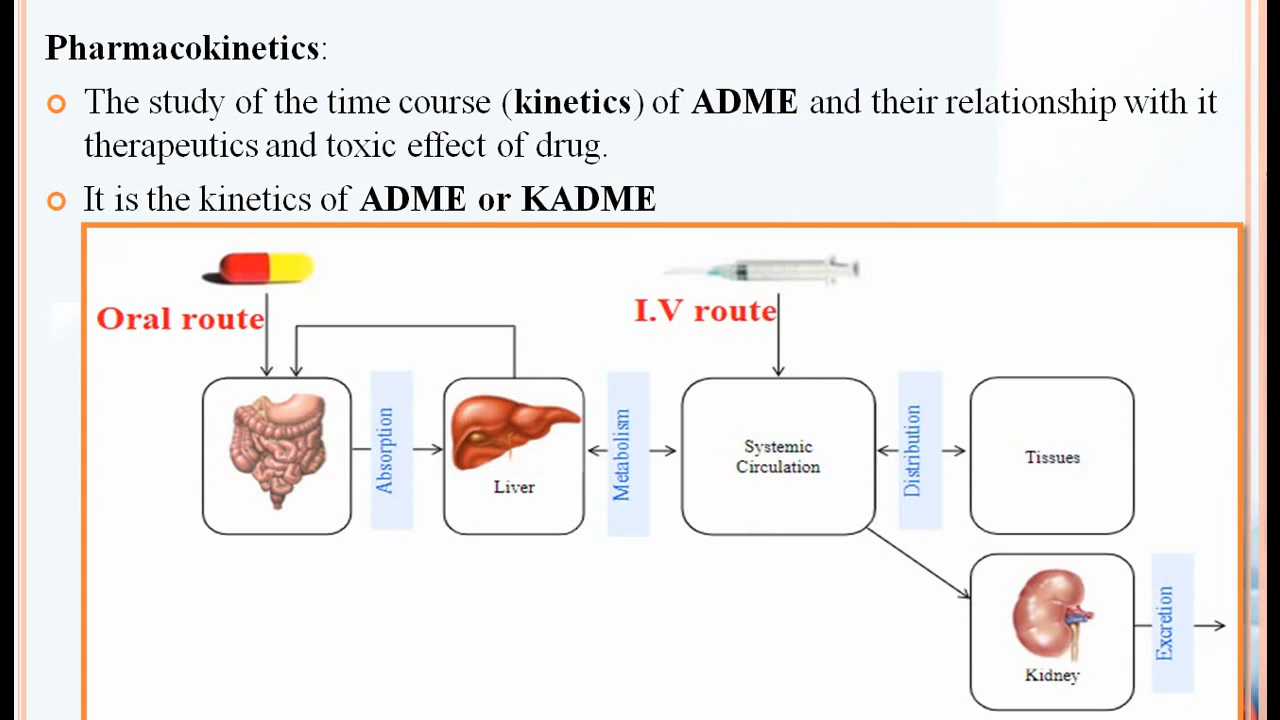 Pharmacokinetics:
The study of the time course (kinetics) of ADME and their relationship with it
therapeutics and toxic effect of drug.
It is the kinetics of ADME or KADME
Oral route
I.V route
Absorption
Liver
Metabolism
Systemic
Circulation
Distribution
Tissues
Kidney
Excretion